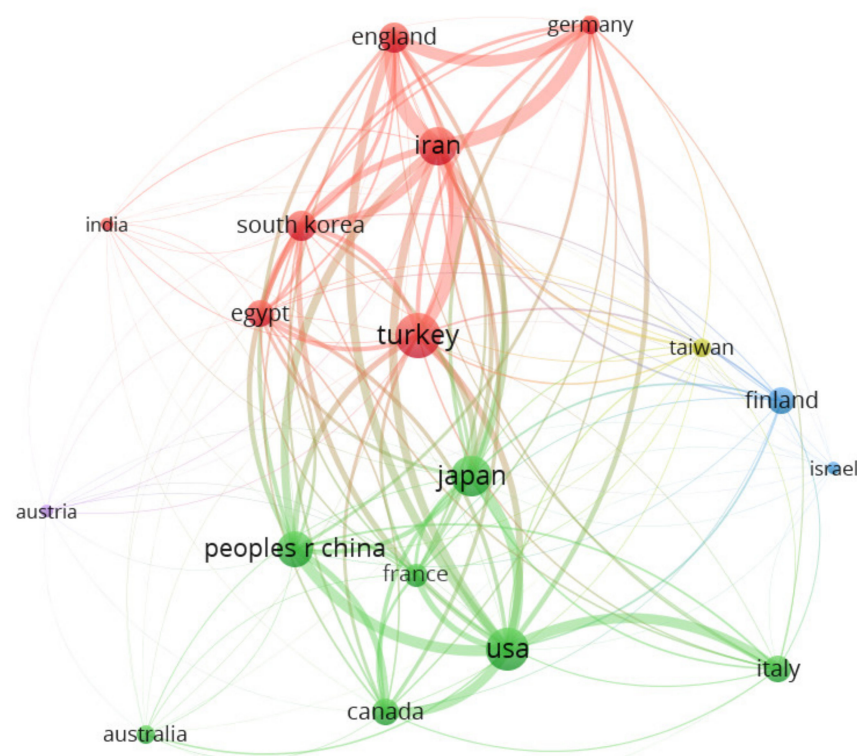 germany
england
iran
india
south korea
egypt
turkey
taiwan
finland
israel
japan
austria
peoples r china
france
usa
italy
canada
australia